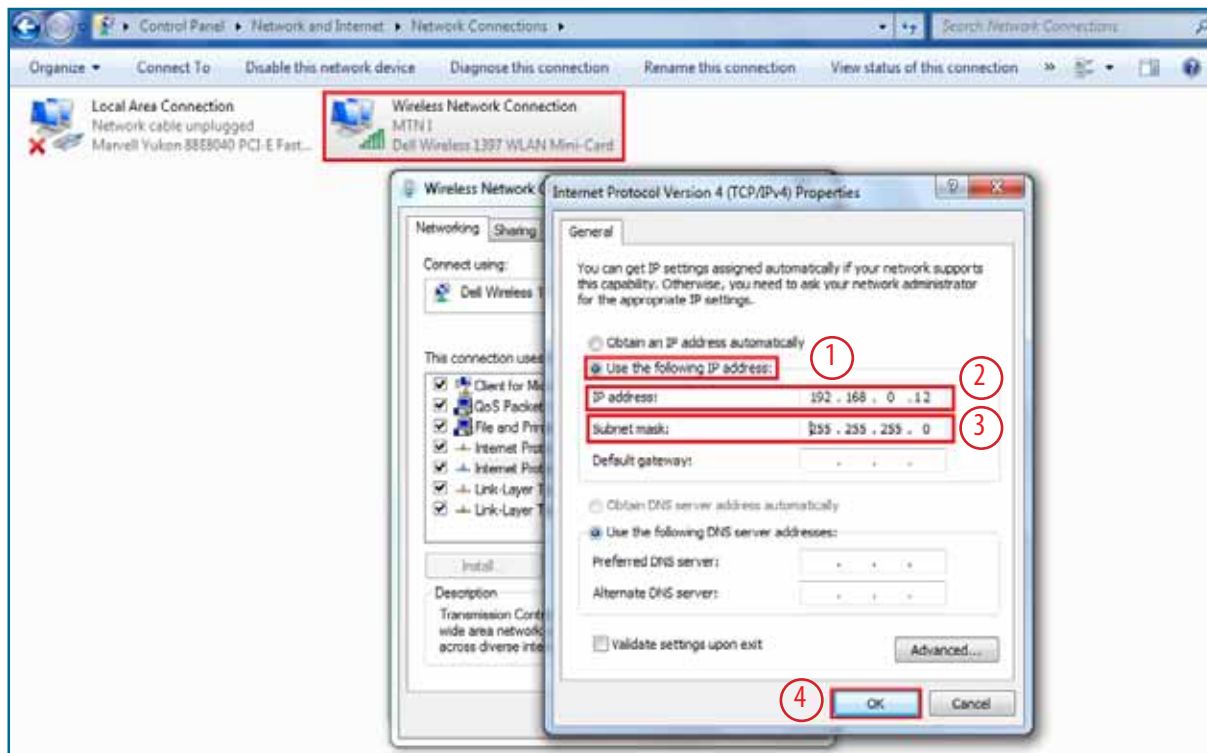 Control Panel Network and Internet Network Connections Search Network Connections
Organize Connect To Disable this network device Diagnose this connection Rename this connection View status of this connection »
Local Area Connection
Network cable unplugged
Marvell Yukon 88E8040 PCI-E Fast...
Wireless Network Connection
MTN I
Dell Wireless 1397 WLAN Mini-Card
Wireless Network
Networking Sharing
Connect using:
Dell Wireless 1
This connection uses
Client for Mic
QoS Packet
File and Prin
Internet Prot
Internet Prot
Link-Layer T
Link-Layer T
Install...
Description
Transmission Contr
wide area network
across diverse inte
Internet Protocol Version 4 (TCP/IPv4) Properties
General
You can get IP settings assigned automatically if your network supports
this capability. Otherwise, you need to ask your network administrator
for the appropriate IP settings.
Obtain an IP address automatically
Use the following IP address: 1
IP address: 192 . 168 . 0 . 12 2
Subnet mask: 255 . 255 . 255 . 0 3
Default gateway: . . .
Obtain DNS server address automatically
Use the following DNS server addresses:
Preferred DNS server: . . .
Alternate DNS server: . . .
Validate settings upon exit
Advanced...
4 OK Cancel